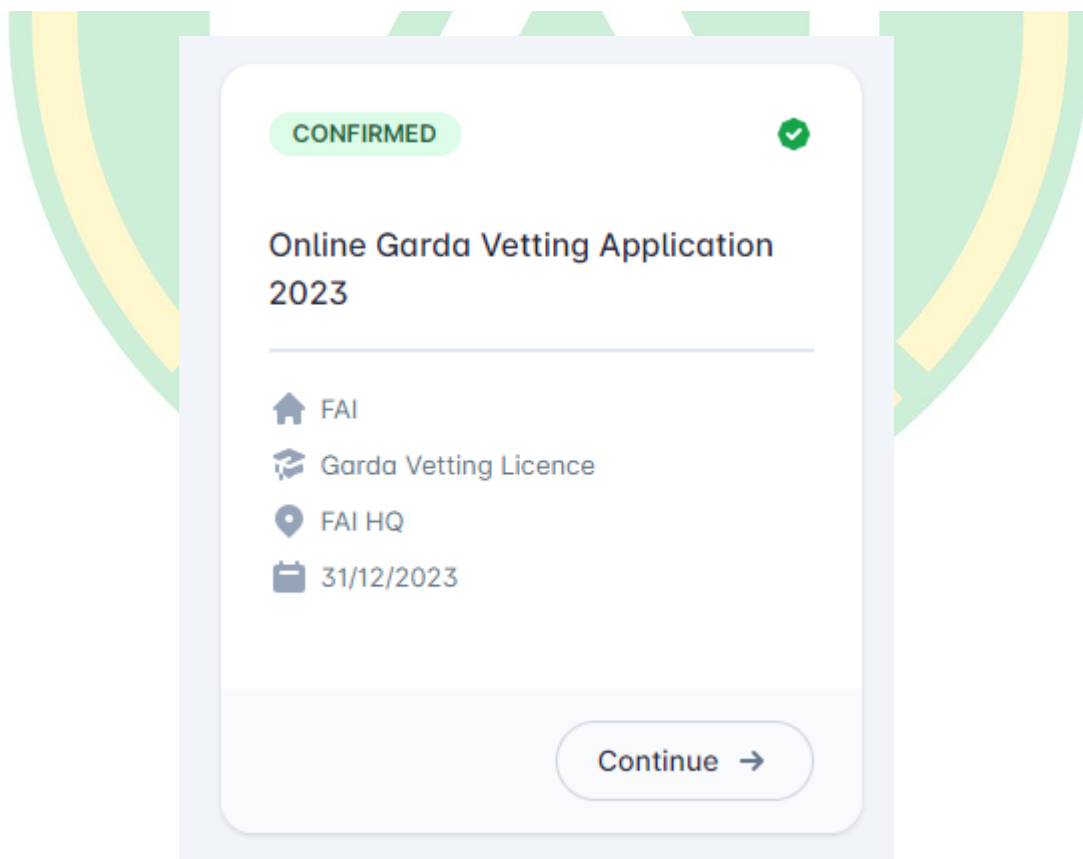 CONFIRMED
Online Garda Vetting Application
2023
FAI
Garda Vetting Licence
FAI HQ
31/12/2023
Continue →